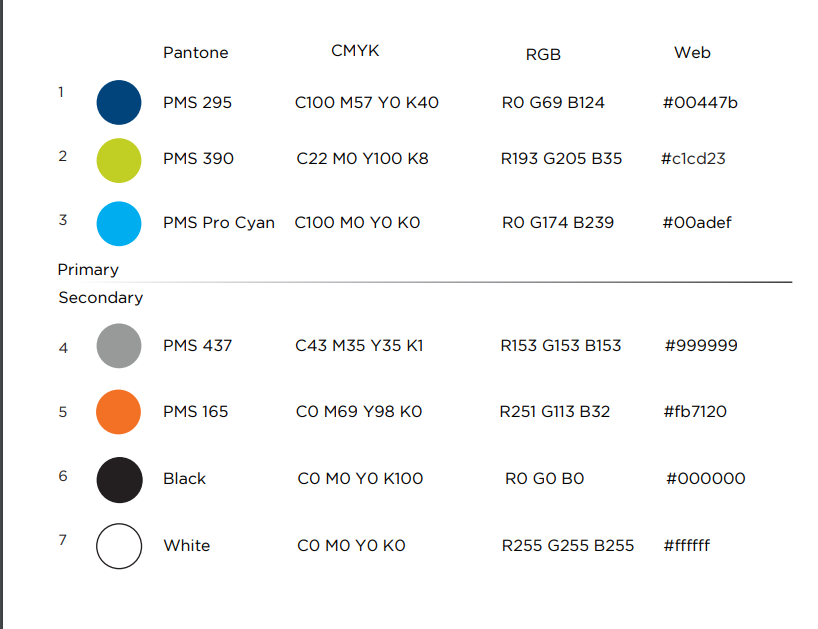 Pantone CMYK RGB Web
1 PMS 295 C100 M57 Y0 K40 R0 G69 B124 #00447b
2 PMS 390 C22 M0 Y100 K8 R193 G205 B35 #c1cd23
3 PMS Pro Cyan C100 M0 Y0 K0 R0 G174 B239 #00adef
Primary
Secondary
4 PMS 437 C43 M35 Y35 K1 R153 G153 B153 #999999
5 PMS 165 C0 M69 Y98 K0 R251 G113 B32 #fb7120
6 Black C0 M0 Y0 K100 R0 G0 B0 #000000
7 White C0 M0 Y0 K0 R255 G255 B255 #ffffff